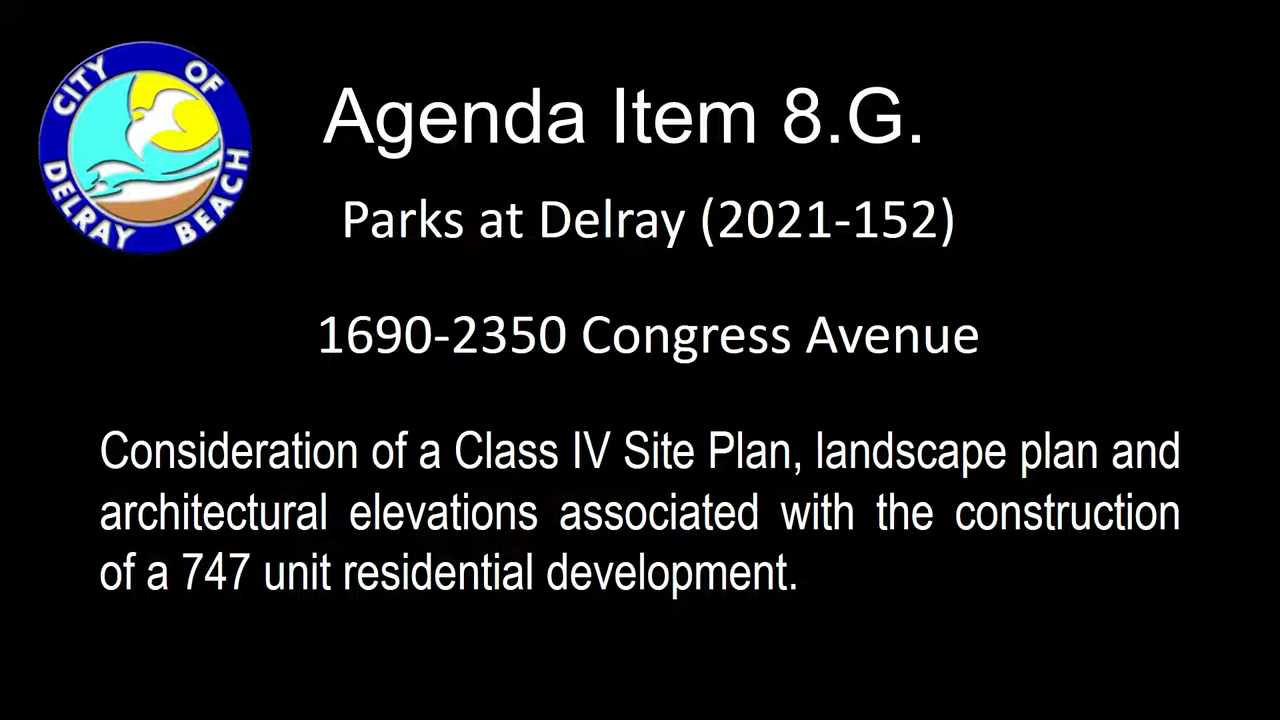 CITY OF
DELRAY BEACH
Agenda Item 8.G.
Parks at Delray (2021-152)
1690-2350 Congress Avenue
Consideration of a Class IV Site Plan, landscape plan and
architectural elevations associated with the construction
of a 747 unit residential development.